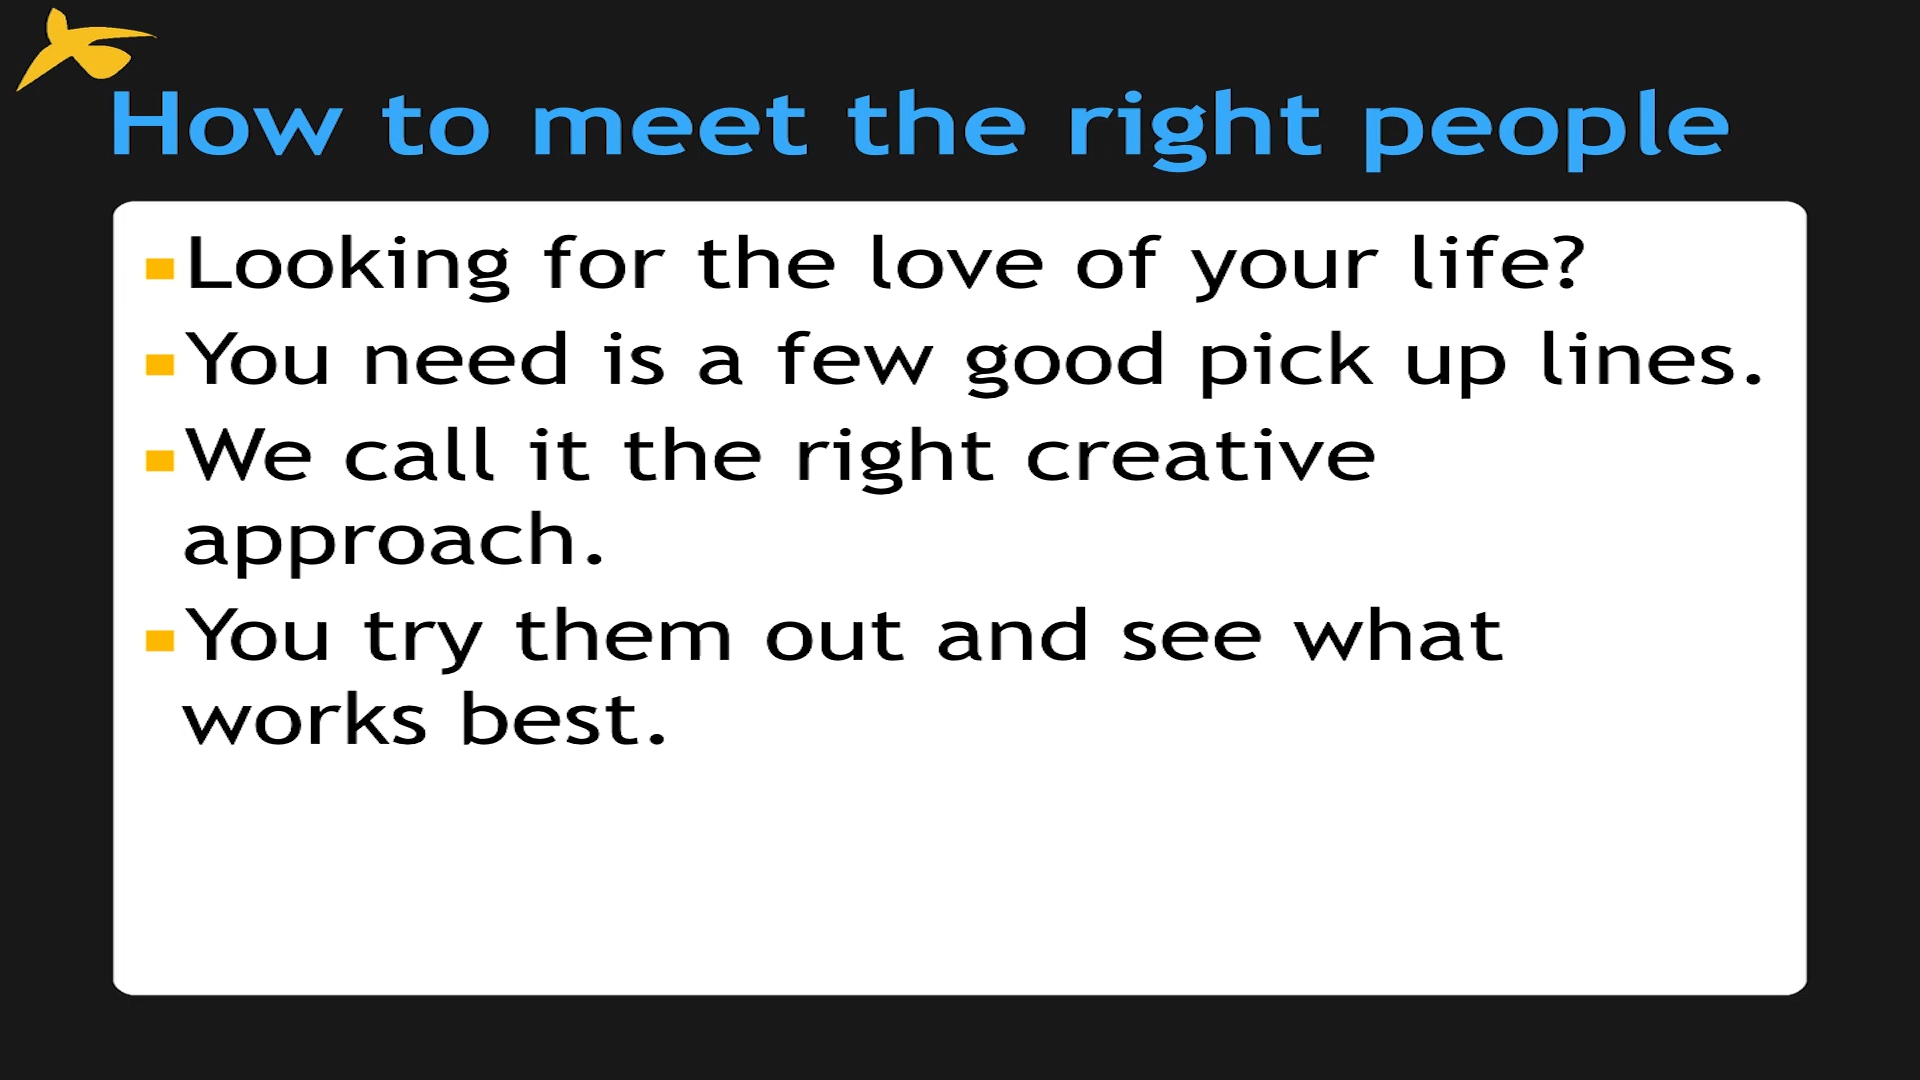 How to meet the right people
Looking for the love of your life?
You need is a few good pick up lines.
We call it the right creative
approach.
You try them out and see what
works best.